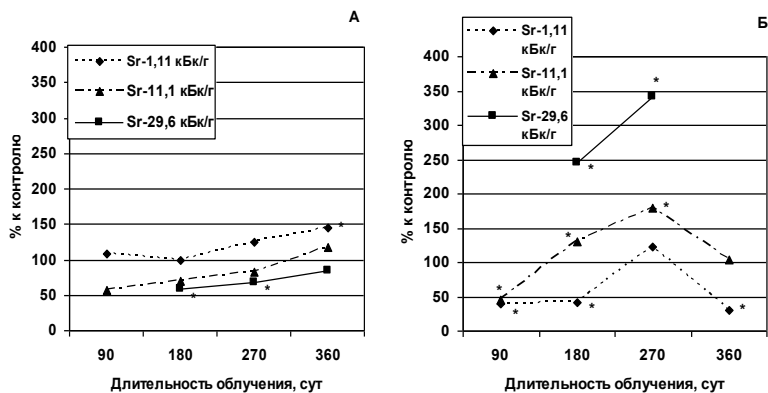 А
% к контролю
400
350
300
250
200
150
100
50
0
Sr-1,11 кБк/г
Sr-11,1 кБк/г
Sr-29,6 кБк/г
*
*
*
90 180 270 360
Длительность облучения, сут
Б
% к контролю
400
350
300
250
200
150
100
50
0
Sr-1,11
кБк/г
Sr-11,1
кБк/г
Sr-29,6
кБк/г
*
*
*
*
*
*
*
*
90 180 270 360
Длительность облучения, сут